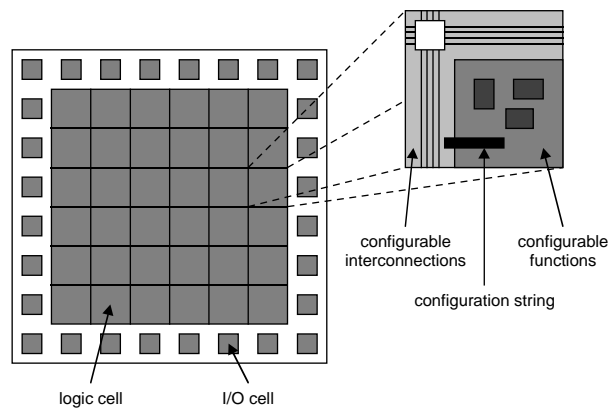 configurable
interconnections
configurable
functions
configuration string
logic cell
I/O cell